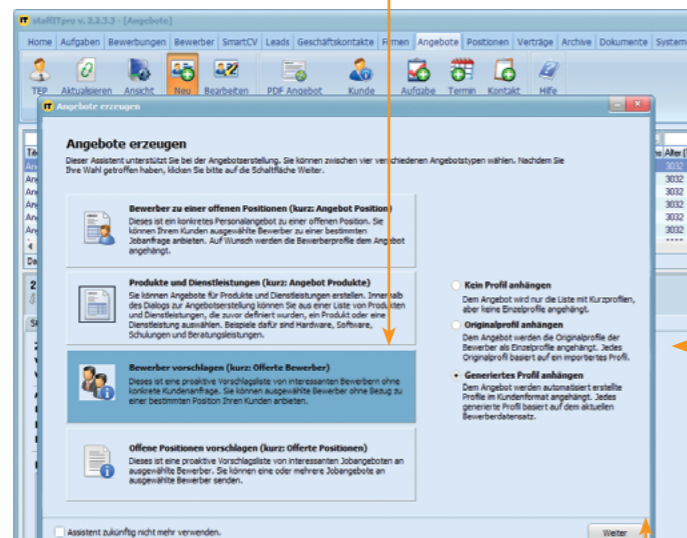 staffITpro v. 2.2.3.3 - [Angebote]
Home Aufgaben Bewerbungen Bewerber SmartCV Leads Geschäftskontakte Firmen Angebote Positionen Verträge Archive Dokumente System
TEP Aktualisieren Ansicht Neu Bearbeiten PDF Angebot Kunde Aufgabe Termin Kontakt Hilfe
Angebote erzeugen
Angebote erzeugen
Dieser Assistent unterstützt Sie bei der Angebotserstellung. Sie können zwischen vier verschiedenen Angebotstypen wählen. Nachdem Sie
Ihre Wahl getroffen haben, klicken Sie bitte auf die Schaltfläche Weiter.
Bewerber zu einer offenen Positionen (kurz: Angebot Position)
Dieses ist ein konkretes Personalangebot zu einer offenen Position. Sie
können Ihrem Kunden ausgewählte Bewerber zu einer bestimmten
Jobanfrage anbieten. Auf Wunsch werden die Bewerberprofile dem Angebot
angehängt.
Produkte und Dienstleistungen (kurz: Angebot Produkte)
Sie können Angebote für Produkte und Dienstleistungen erstellen. Innerhalb
des Dialogs zur Angebotserstellung können Sie aus einer Liste von Produkten
und Dienstleistungen, die zuvor definiert wurden, ein Produkt oder eine
Dienstleistung auswählen. Beispiele dafür sind Hardware, Software,
Schulungen und Beratungsleistungen.
Bewerber vorschlagen (kurz: Offerte Bewerber)
Dieses ist eine proaktive Vorschlagsliste von interessanten Bewerbern ohne
konkrete Kundenanfrage. Sie können ausgewählte Bewerber ohne Bezug zu
einer bestimmten Position Ihren Kunden anbieten.
Offene Positionen vorschlagen (kurz: Offerte Positionen)
Dieses ist eine proaktive Vorschlagsliste von interessanten Jobangeboten an
ausgewählte Bewerber. Sie können eine oder mehrere Jobangebote an
ausgewählte Bewerber senden.
Kein Profil anhängen
Dem Angebot wird nur die Liste mit Kurzprofilen,
aber keine Einzelprofile angehängt.
Originalprofil anhängen
Dem Angebot werden die Originalprofile der
Bewerber als Einzelprofile angehängt. Jedes
Originalprofil basiert auf ein importiertes Profil.
Generiertes Profil anhängen
Dem Angebot werden automatisiert erstellte
Profile im Kundenformat angehängt. Jedes
generierte Profil basiert auf dem aktuellen
Bewerberdatensatz.
Alter
3032
3032
3032
3032
3032
3032
Assistent zukünftig nicht mehr verwenden.
Weiter